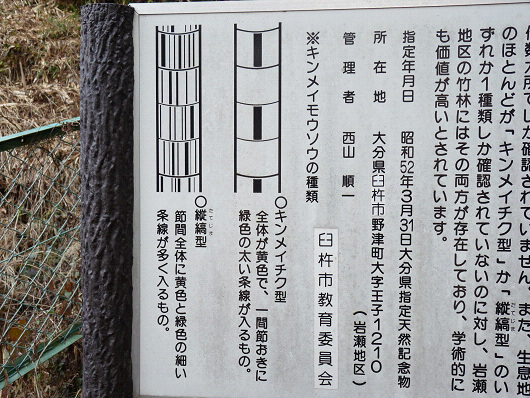 数カ所でしか確認されていません。また、生息地
のほとんどが「キンメイチク型」か「縦縞型」のい
ずれか1種類しか確認されていないのに対し、岩瀬
地区の竹林にはその両方が存在しており、学術的に
も価値が高いとされています。
指定年月日 昭和52年3月31日大分県指定天然記念物
所在地 大分県臼杵市野津町大字王子1210
(岩瀬地区)
管理者 西山 順一
臼杵市教育委員会
※キンメイモウソウの種類
○キンメイチク型
全体が黄色で、一節間おきに
緑色の太い条線が入るもの。
○縦縞型
節間全体に黄色と緑色の細い
条線が多く入るもの。